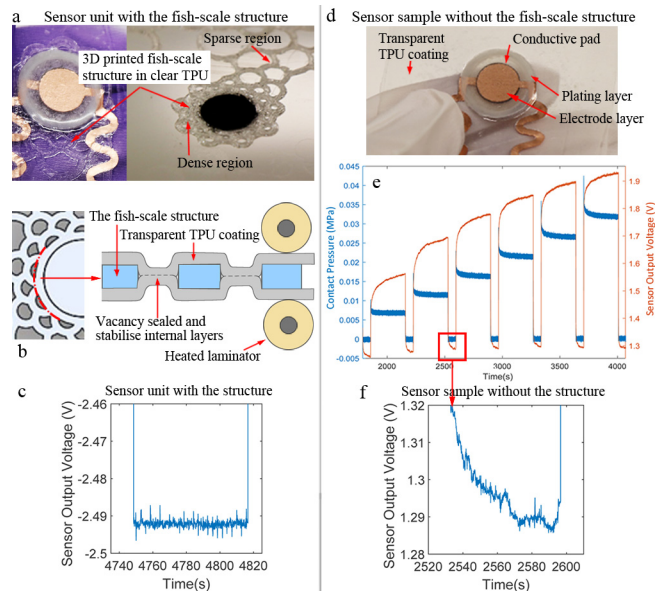 Sensor unit with the fish-scale structure
a
Sparse region
3D printed fish-scale
structure in clear TPU
Dense region
b
The fish-scale structure
Transparent TPU coating
Vacancy sealed and
stabilise internal layers
Heated laminator
c
Sensor unit with the structure
Sensor Output Voltage (V)
-2.46
-2.47
-2.48
-2.49
-2.5
4740 4760 4780 4800 4820
Time(s)
Sensor sample without the fish-scale structure
d
Transparent
TPU coating
Conductive pad
Plating layer
Electrode layer
e
Contact Pressure (MPa)
0.045
0.04
0.035
0.03
0.025
0.02
0.015
0.01
0.005
0
-0.005
Sensor Output Voltage (V)
1.9
1.8
1.7
1.6
1.5
1.4
1.3
2000 2500 3000 3500 4000
Time(s)
f
Sensor sample without the structure
Sensor Output Voltage (V)
1.32
1.31
1.3
1.29
1.28
2520 2540 2560 2580 2600
Time(s)